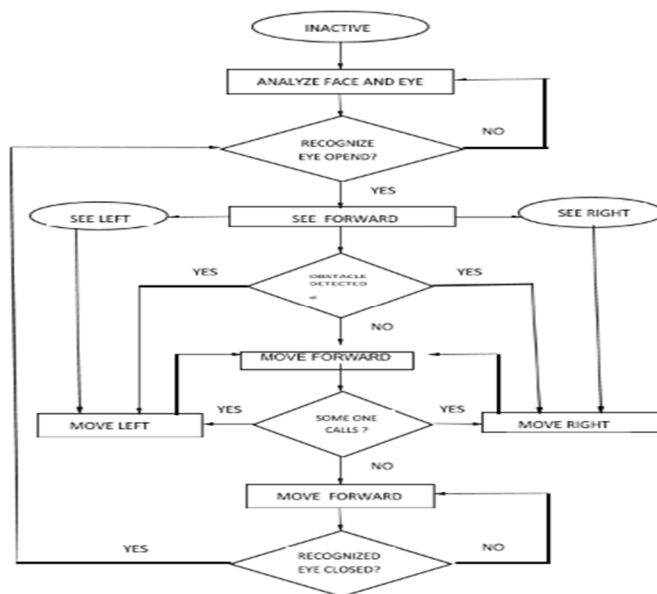 INACTIVE
ANALYZE FACE AND EYE
NO
RECOGNIZE
EYE OPEND?
YES
SEE LEFT
SEE FORWARD
SEE RIGHT
YES
OBSTACLE
DETECTED
YES
NO
MOVE FORWARD
YES
SOME ONE
CALLS ?
YES
MOVE LEFT
MOVE RIGHT
NO
MOVE FORWARD
YES
RECOGNIZED
EYE CLOSED?
NO